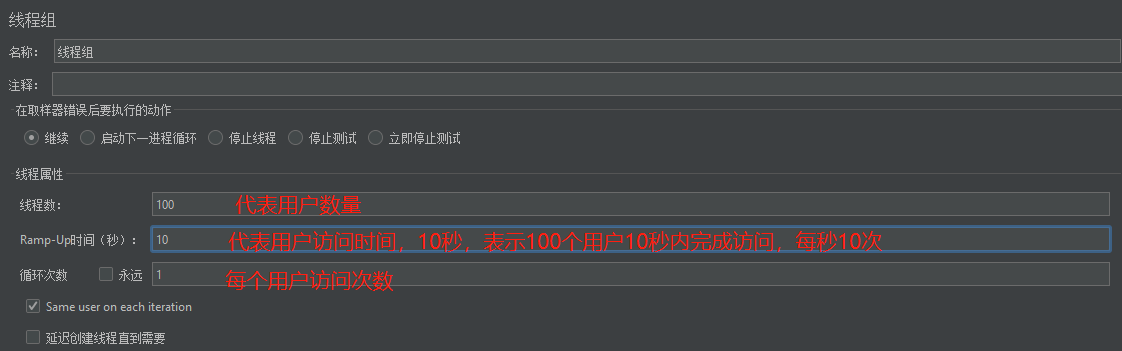 线程组
名称： 线程组
注释：
在取样器错误后要执行的动作
继续 启动下一进程循环 停止线程 停止测试 立即停止测试
线程属性
线程数： 100 代表用户数量
Ramp-Up时间（秒）： 10 代表用户访问时间，10秒，表示100个用户10秒内完成访问，每秒10次
循环次数 永远 1 每个用户访问次数
Same user on each iteration
延迟创建线程直到需要